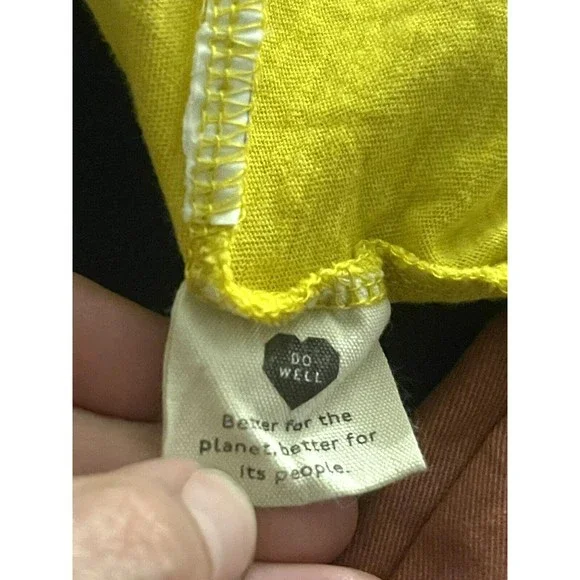 DO
WELL
Better for the
planet, better for
its people.